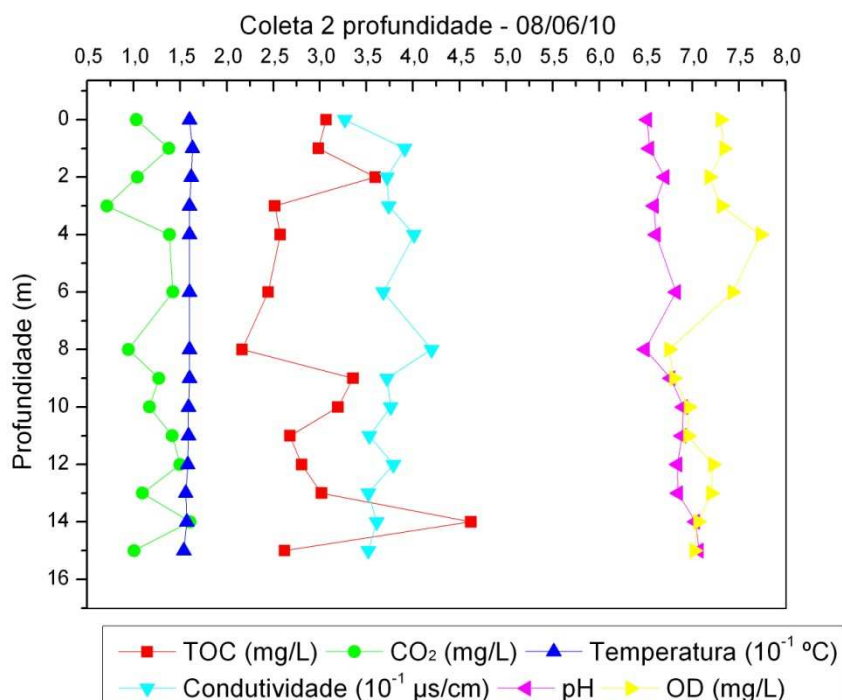 Coleta 2 profundidade - 08/06/10
0,5 1,0 1,5 2,0 2,5 3,0 3,5 4,0 4,5 5,0 5,5 6,0 6,5 7,0 7,5 8,0
Profundidade (m)
0
2
4
6
8
10
12
14
16
TOC (mg/L) CO₂ (mg/L) Temperatura (10⁻¹ ºC)
Condutividade (10⁻¹ µs/cm) pH OD (mg/L)